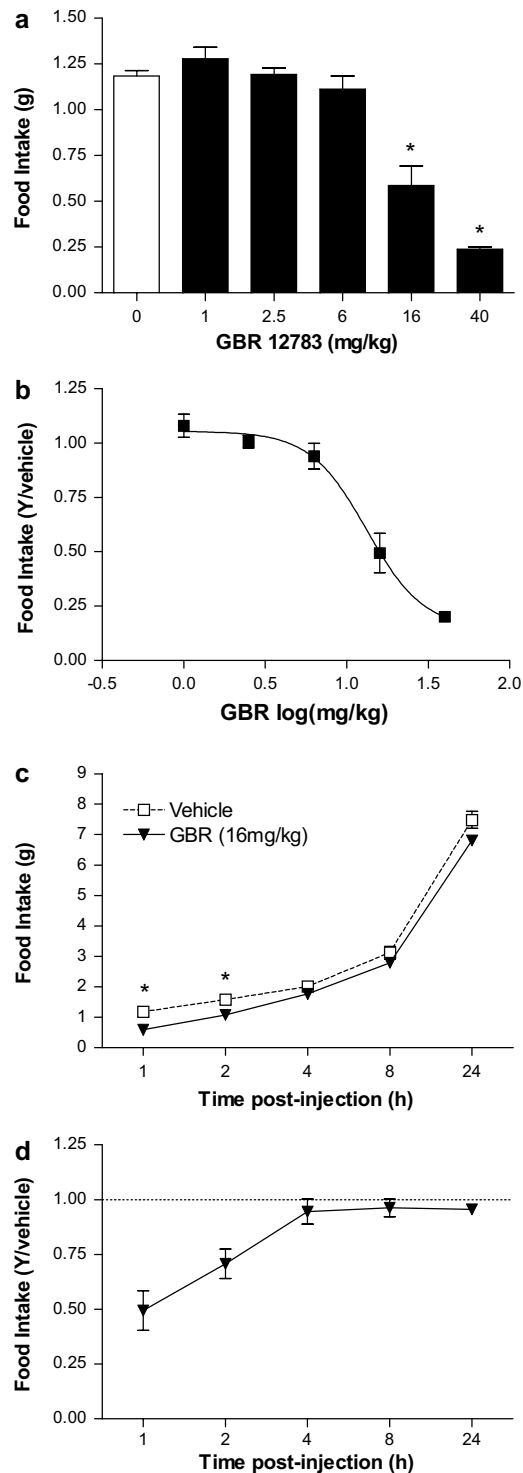 a
1.50
1.25
1.00
0.75
0.50
0.25
0.00
Food Intake (g)
*
*
0 1 2.5 6 16 40
GBR 12783 (mg/kg)
b
1.25
1.00
0.75
0.50
0.25
0.00
Food Intake (Y/vehicle)
-0.5 0.0 0.5 1.0 1.5 2.0
GBR log(mg/kg)
c
9
8
7
6
5
4
3
2
1
0
Food Intake (g)
Vehicle
GBR (16mg/kg)
* *
1 2 4 8 24
Time post-injection (h)
d
1.25
1.00
0.75
0.50
0.25
0.00
Food Intake (Y/vehicle)
1 2 4 8 24
Time post-injection (h)